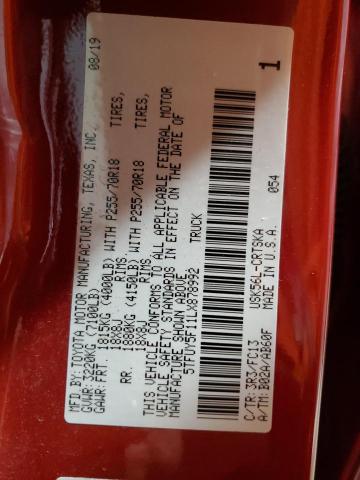 MFD BY: TOYOTA MOTOR MANUFACTURING, TEXAS, INC. 08/19
GVWR: 3220KG (7100LB)
GAWR: FRT. 1815KG (4000LB) WITH P255/70R18 TIRES,
18X8J RIMS,
RR. 1880KG (4150LB) WITH P255/70R18 TIRES,
18X8J RIMS.
THIS VEHICLE CONFORMS TO ALL APPLICABLE FEDERAL MOTOR
VEHICLE SAFETY STANDARDS IN EFFECT ON THE DATE OF
MANUFACTURE SHOWN ABOVE.
5TFUY5F11LX878992 TRUCK
C/TR: 3R3/FC13 USK56L-CRTSKA 054 1
A/TM: B02A/AB60F MADE IN U.S.A.